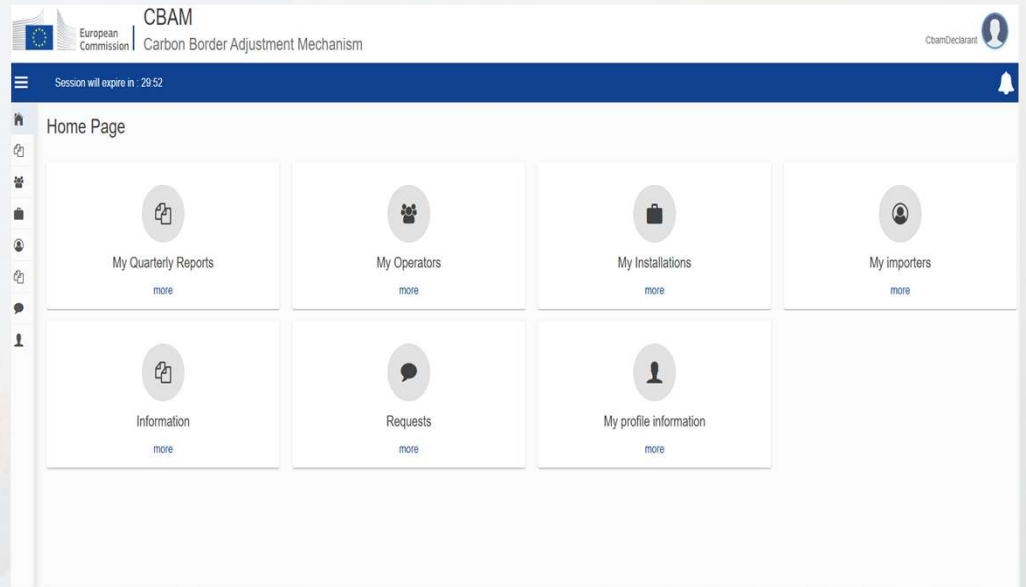 European
Commission
CBAM
Carbon Border Adjustment Mechanism
CbamDeclarant
Session will expire in : 29:52
Home Page
My Quarterly Reports
more
My Operators
more
My Installations
more
My importers
more
Information
more
Requests
more
My profile information
more